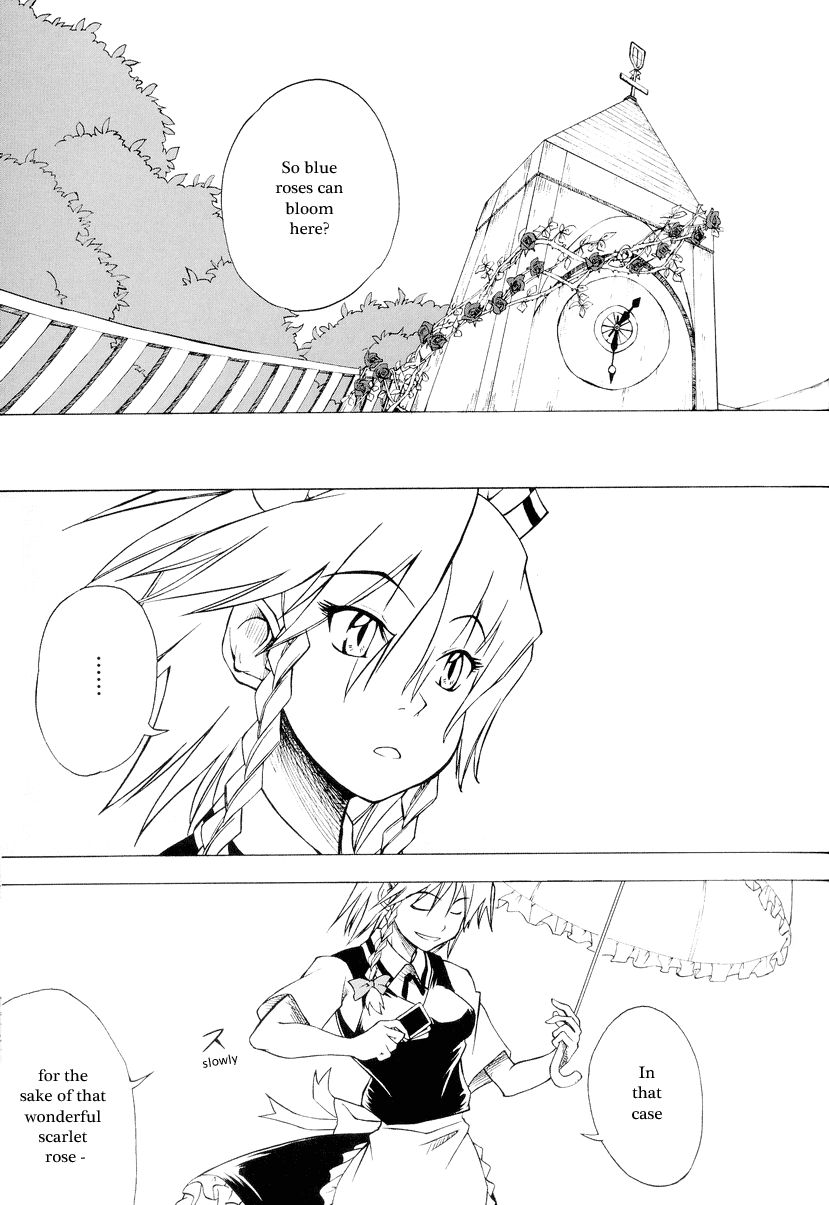 So blue
roses can
bloom
here?
......
In
that
case
ス
slowly
for the
sake of that
wonderful
scarlet
rose -